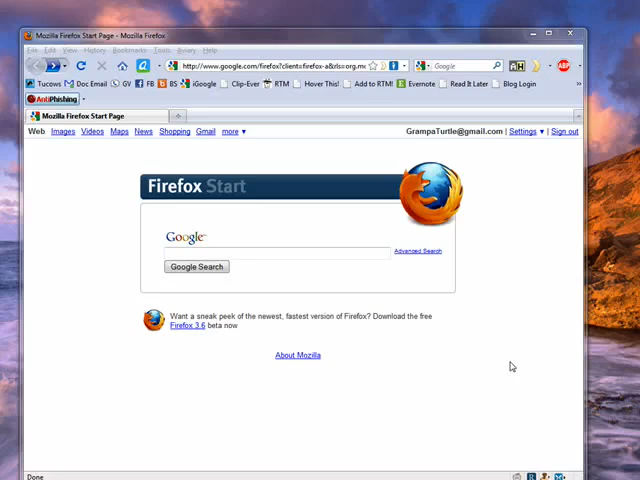 Mozilla Firefox Start Page - Mozilla Firefox
File Edit View History Bookmarks Tools Bsarry Help
http://www.google.com/firefox?client=firefox-a&rls=org.mo
Google
ABP
Tucows Doc Email GV FB BS iGoogle Clip-Ever RTM Hover This! Add to RTM! Evernote Read It Later Blog Login
AntiPhishing
Mozilla Firefox Start Page
Web Images Videos Maps News Shopping Gmail more GrampaTurtle@gmail.com | Settings | Sign out
Firefox Start
Google
Advanced Search
Google Search
Want a sneak peek of the newest, fastest version of Firefox? Download the free
Firefox 3.6 beta now
About Mozilla
Done